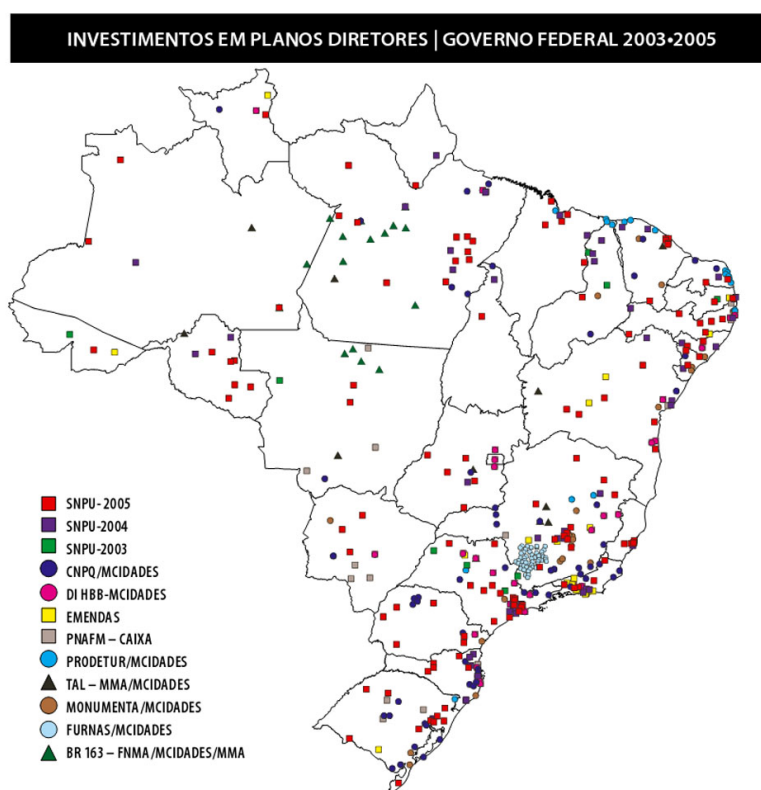 INVESTIMENTOS EM PLANOS DIRETORES | GOVERNO FEDERAL 2003•2005
SNPU-2005
SNPU-2004
SNPU-2003
CNPQ/MCIDADES
DI HBB-MCIDADES
EMENDAS
PNAFM – CAIXA
PRODETUR/MCIDADES
TAL – MMA/MCIDADES
MONUMENTA/MCIDADES
FURNAS/MCIDADES
BR 163 – FNMA/MCIDADES/MMA